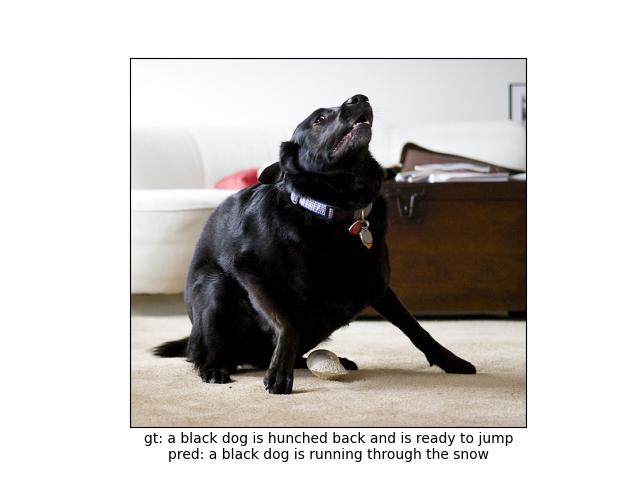 gt: a black dog is hunched back and is ready to jump
pred: a black dog is running through the snow